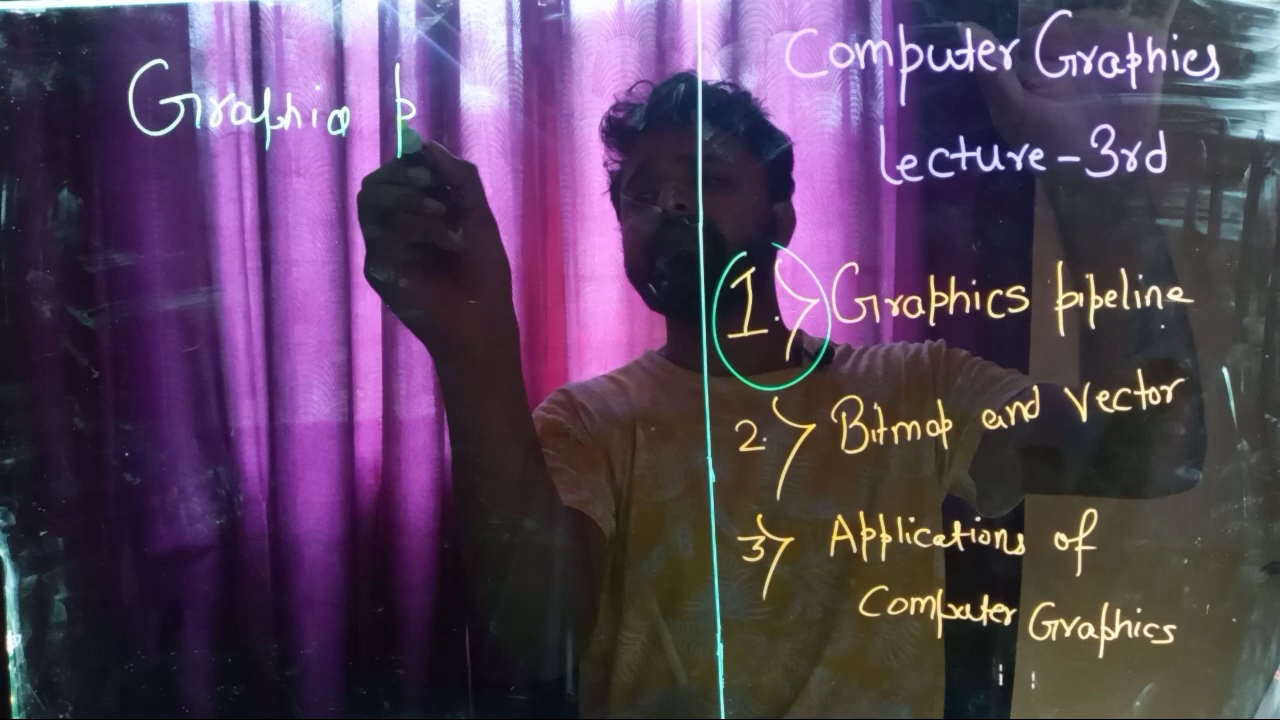 Graphic p
Computer Graphics
Lecture-3rd
1. Graphics pipeline
2. Bitmap and Vector
3 Applications of
Computer Graphics